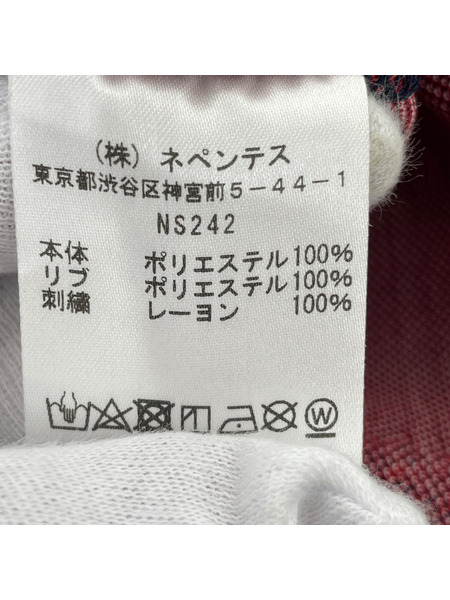 （株）ネペンテス
東京都渋谷区神宮前5-44-1
NS242
本体 ポリエステル100%
リブ ポリエステル100%
刺繍 レーヨン 100%
W